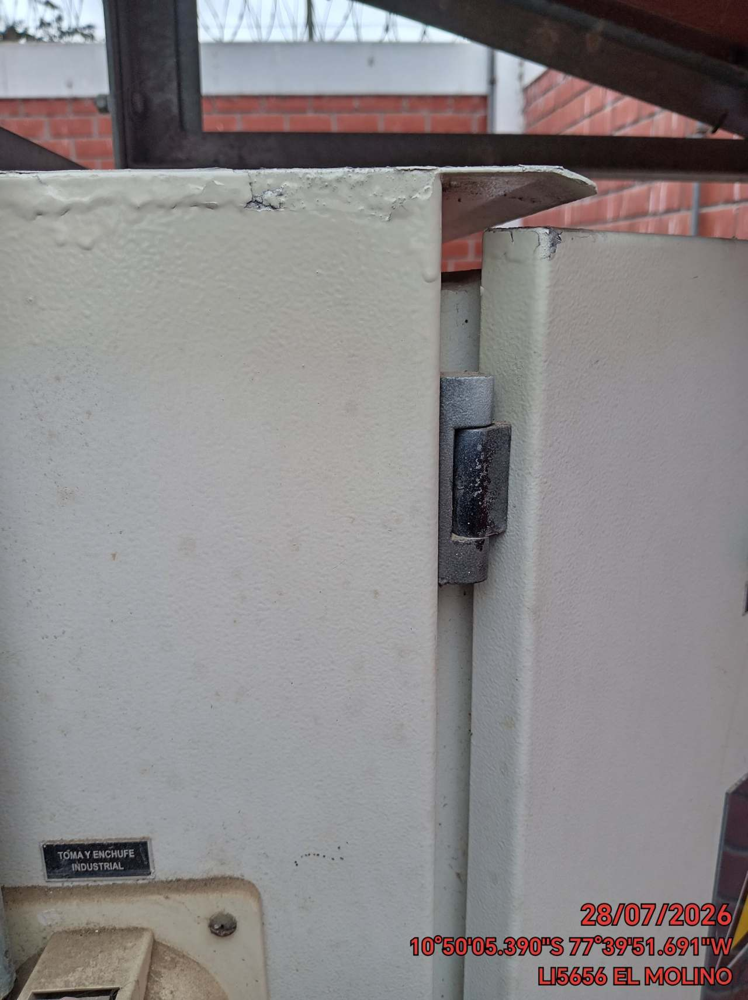 TOMA Y ENCHUFE
INDUSTRIAL
28/07/2026
10°50'05.390"S 77°39'51.691"W
LI5656 EL MOLINO